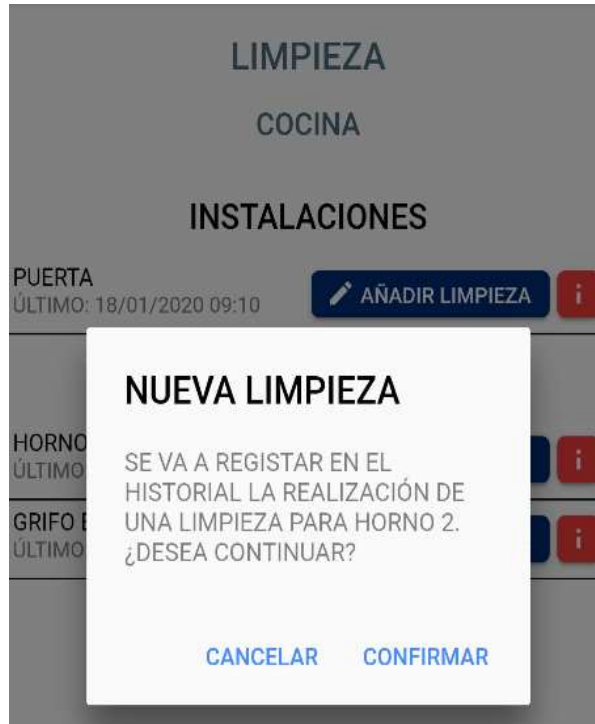 LIMPIEZA
COCINA
INSTALACIONES
PUERTA
ÚLTIMO: 18/01/2020 09:10
AÑADIR LIMPIEZA
i
NUEVA LIMPIEZA
SE VA A REGISTAR EN EL
HISTORIAL LA REALIZACIÓN DE
UNA LIMPIEZA PARA HORNO 2.
¿DESEA CONTINUAR?
CANCELAR CONFIRMAR
HORNO
ÚLTIMO
i
GRIFO
ÚLTIMO
i